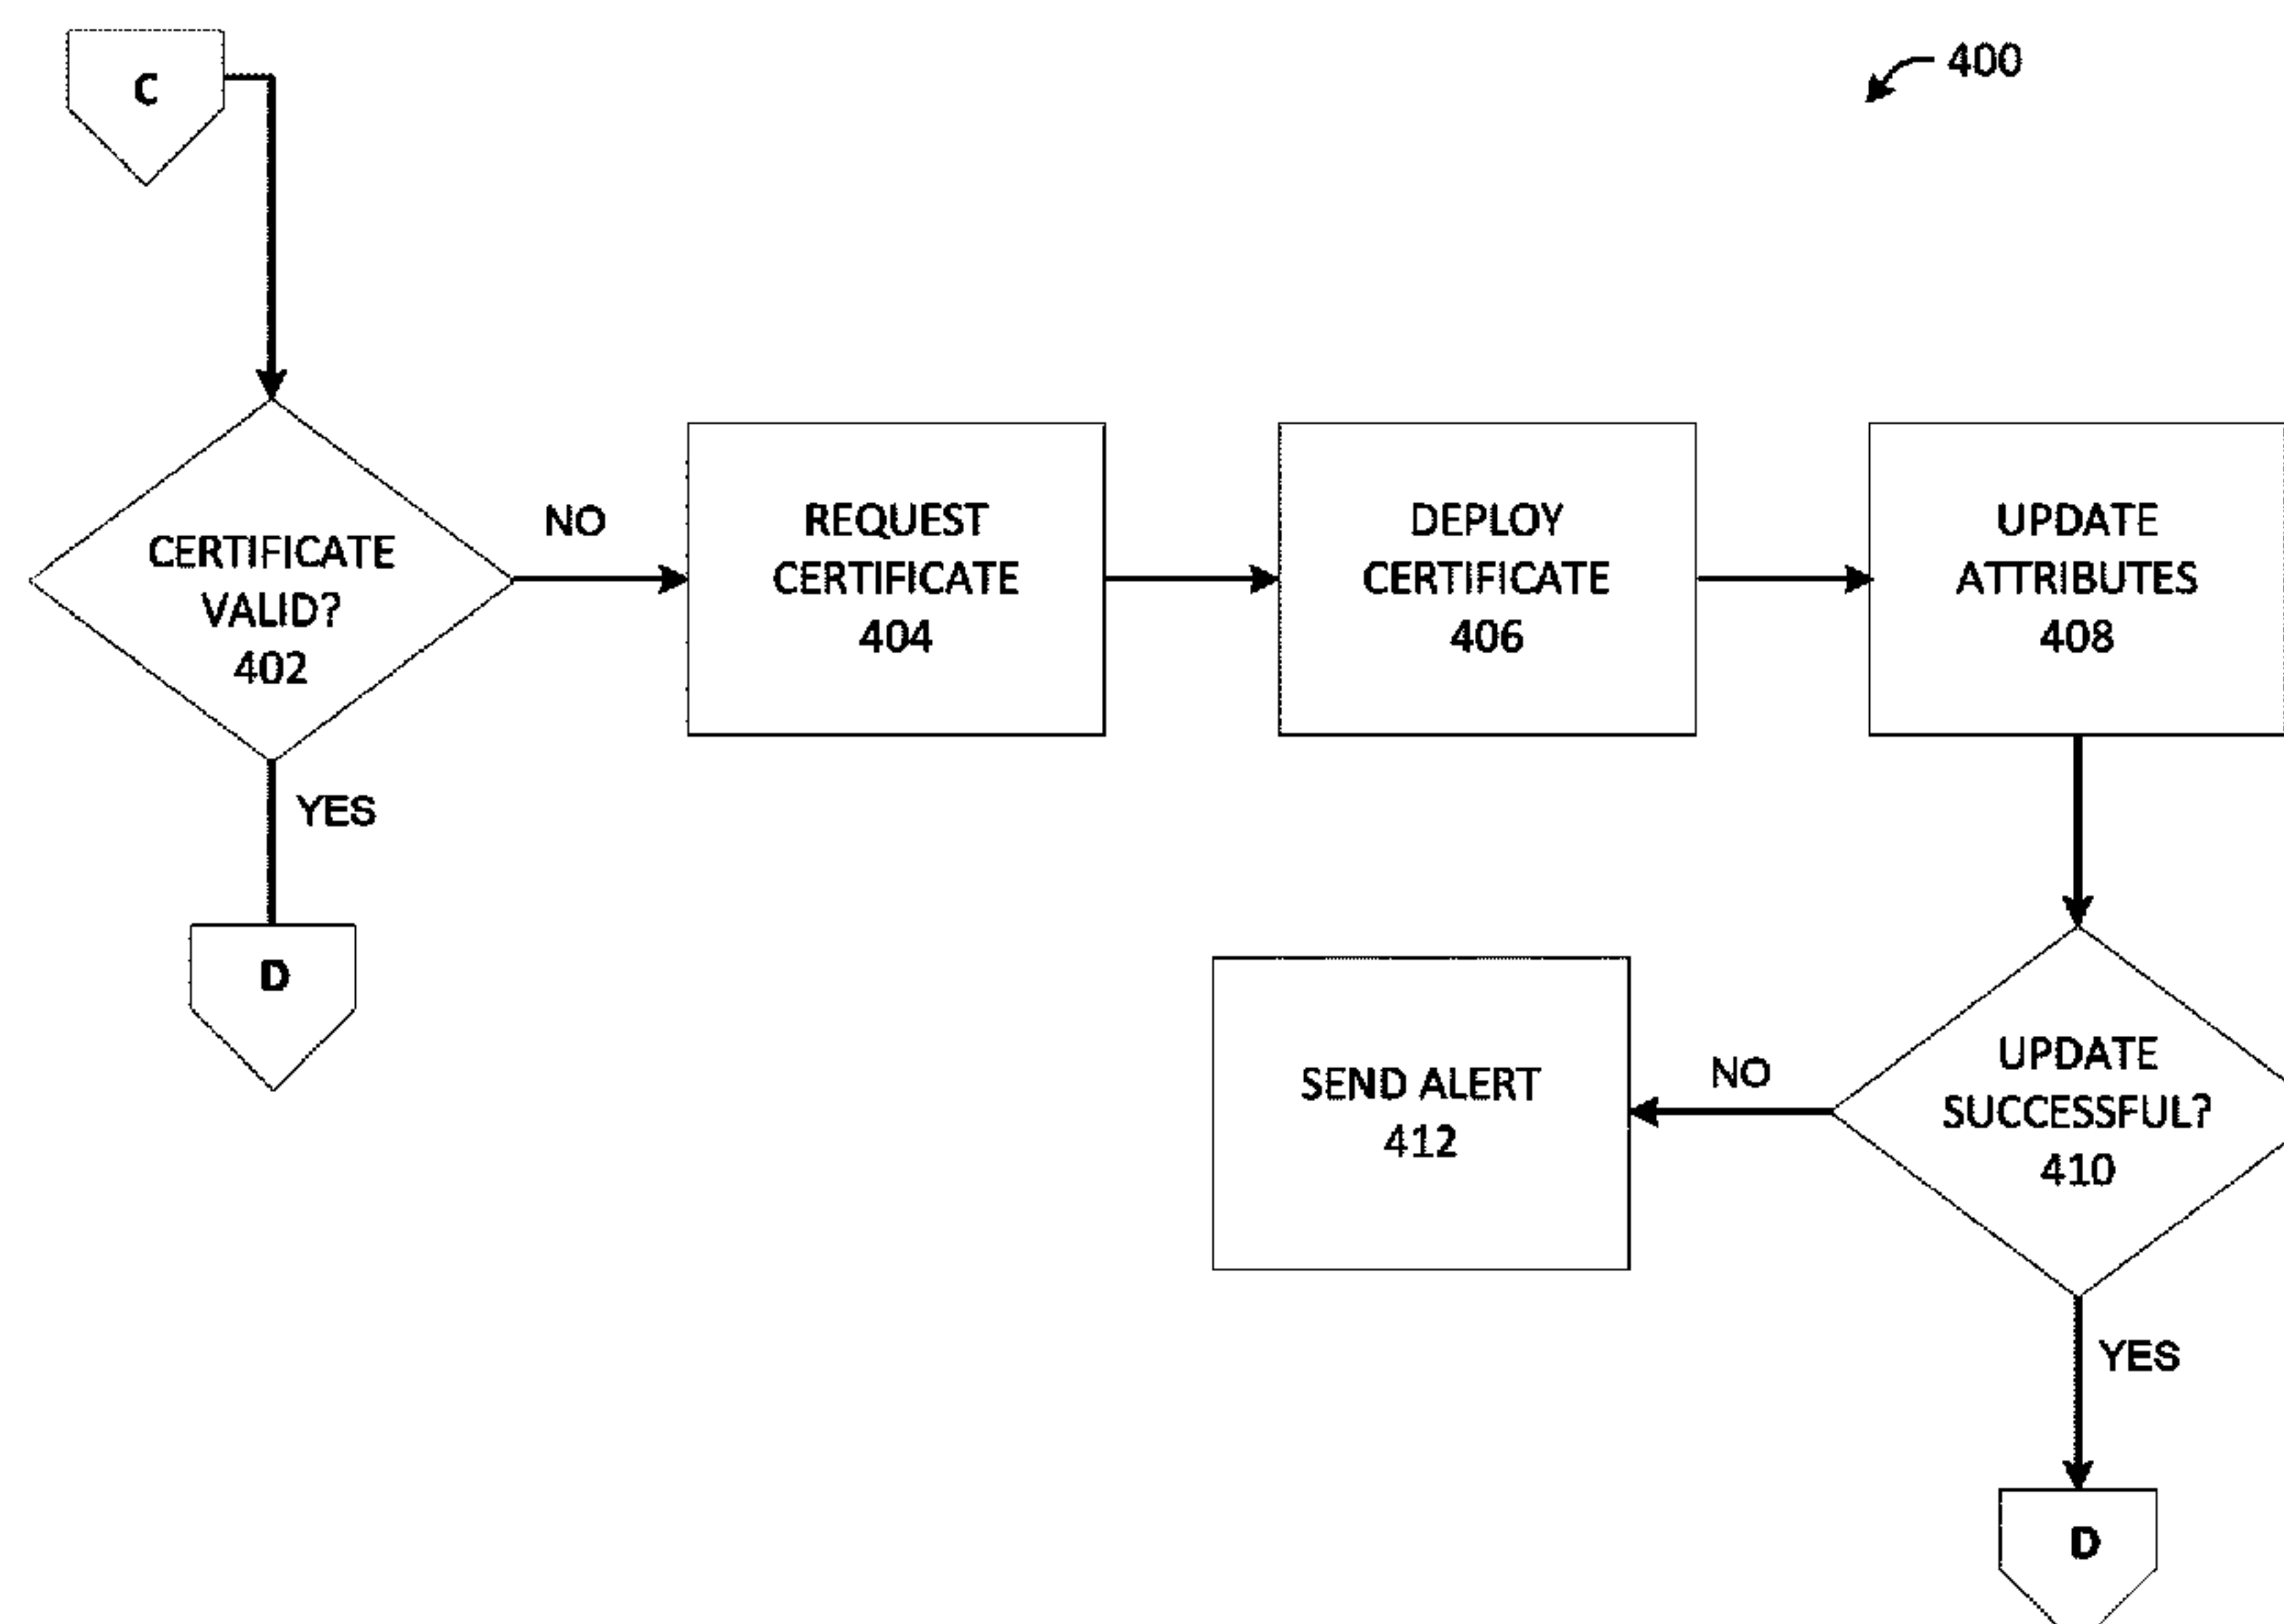 C
400
CERTIFICATE
VALID?
402
NO
REQUEST
CERTIFICATE
404
DEPLOY
CERTIFICATE
406
UPDATE
ATTRIBUTES
408
YES
D
SEND ALERT
412
NO
UPDATE
SUCCESSFUL?
410
YES
D